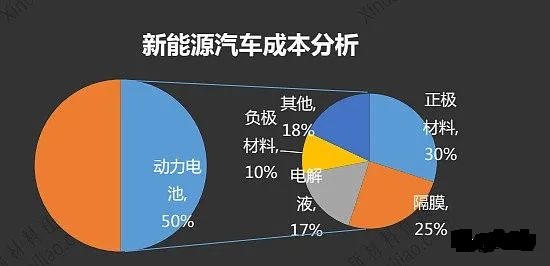 新能源汽车成本分析
动力电
池,
50%
正极
材料,
30%
隔膜,
25%
电解
液,
17%
负极
材料,
10%
其他,
18%